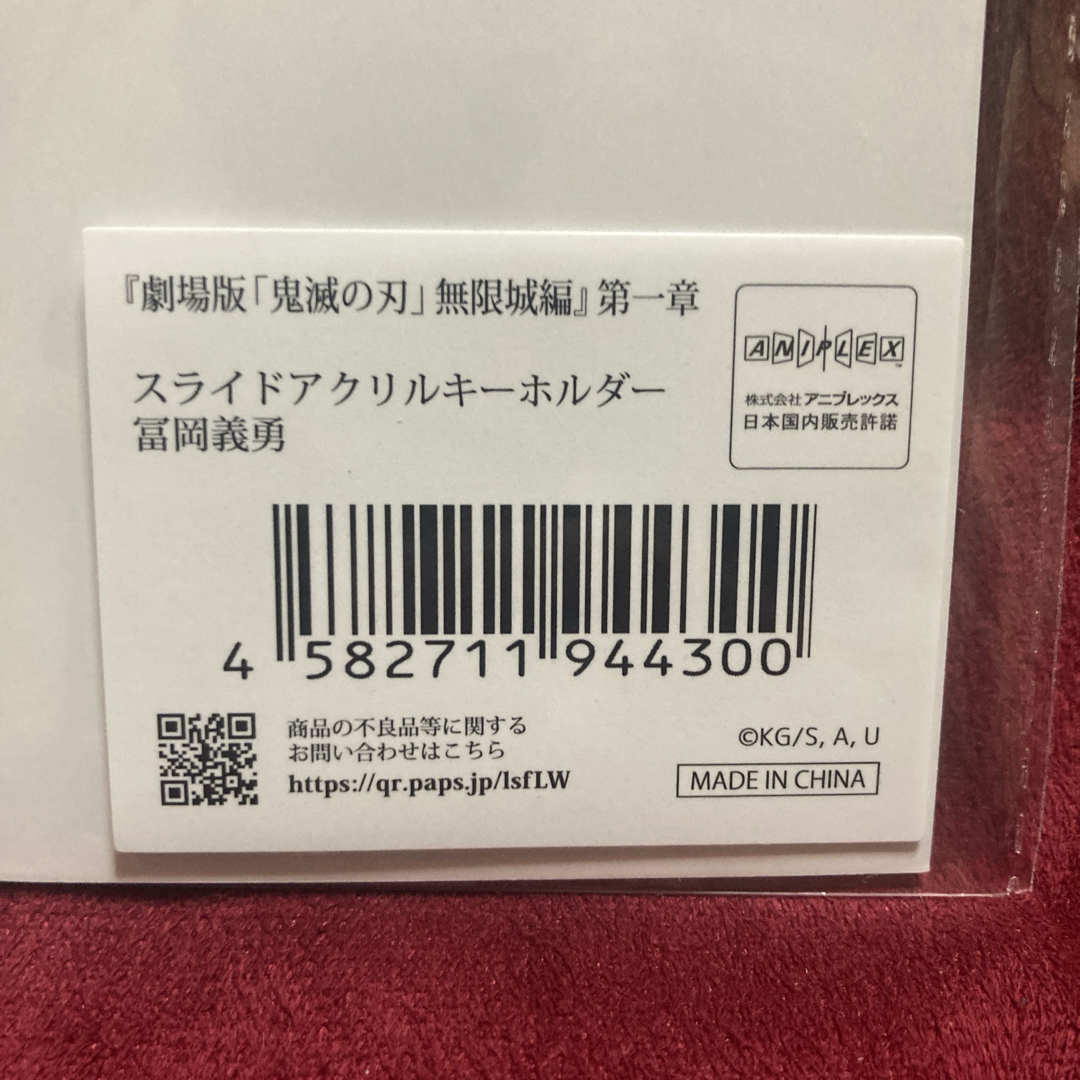 『劇場版「鬼滅の刃」無限城編』第一章
スライドアクリルキーホルダー
冨岡義勇
ANIPLEX™
株式会社アニプレックス
日本国内販売許諾
4 582711 944300
商品の不良品等に関する
お問い合わせはこちら
https://qr.paps.jp/lsfLW
©KG/S, A, U
MADE IN CHINA